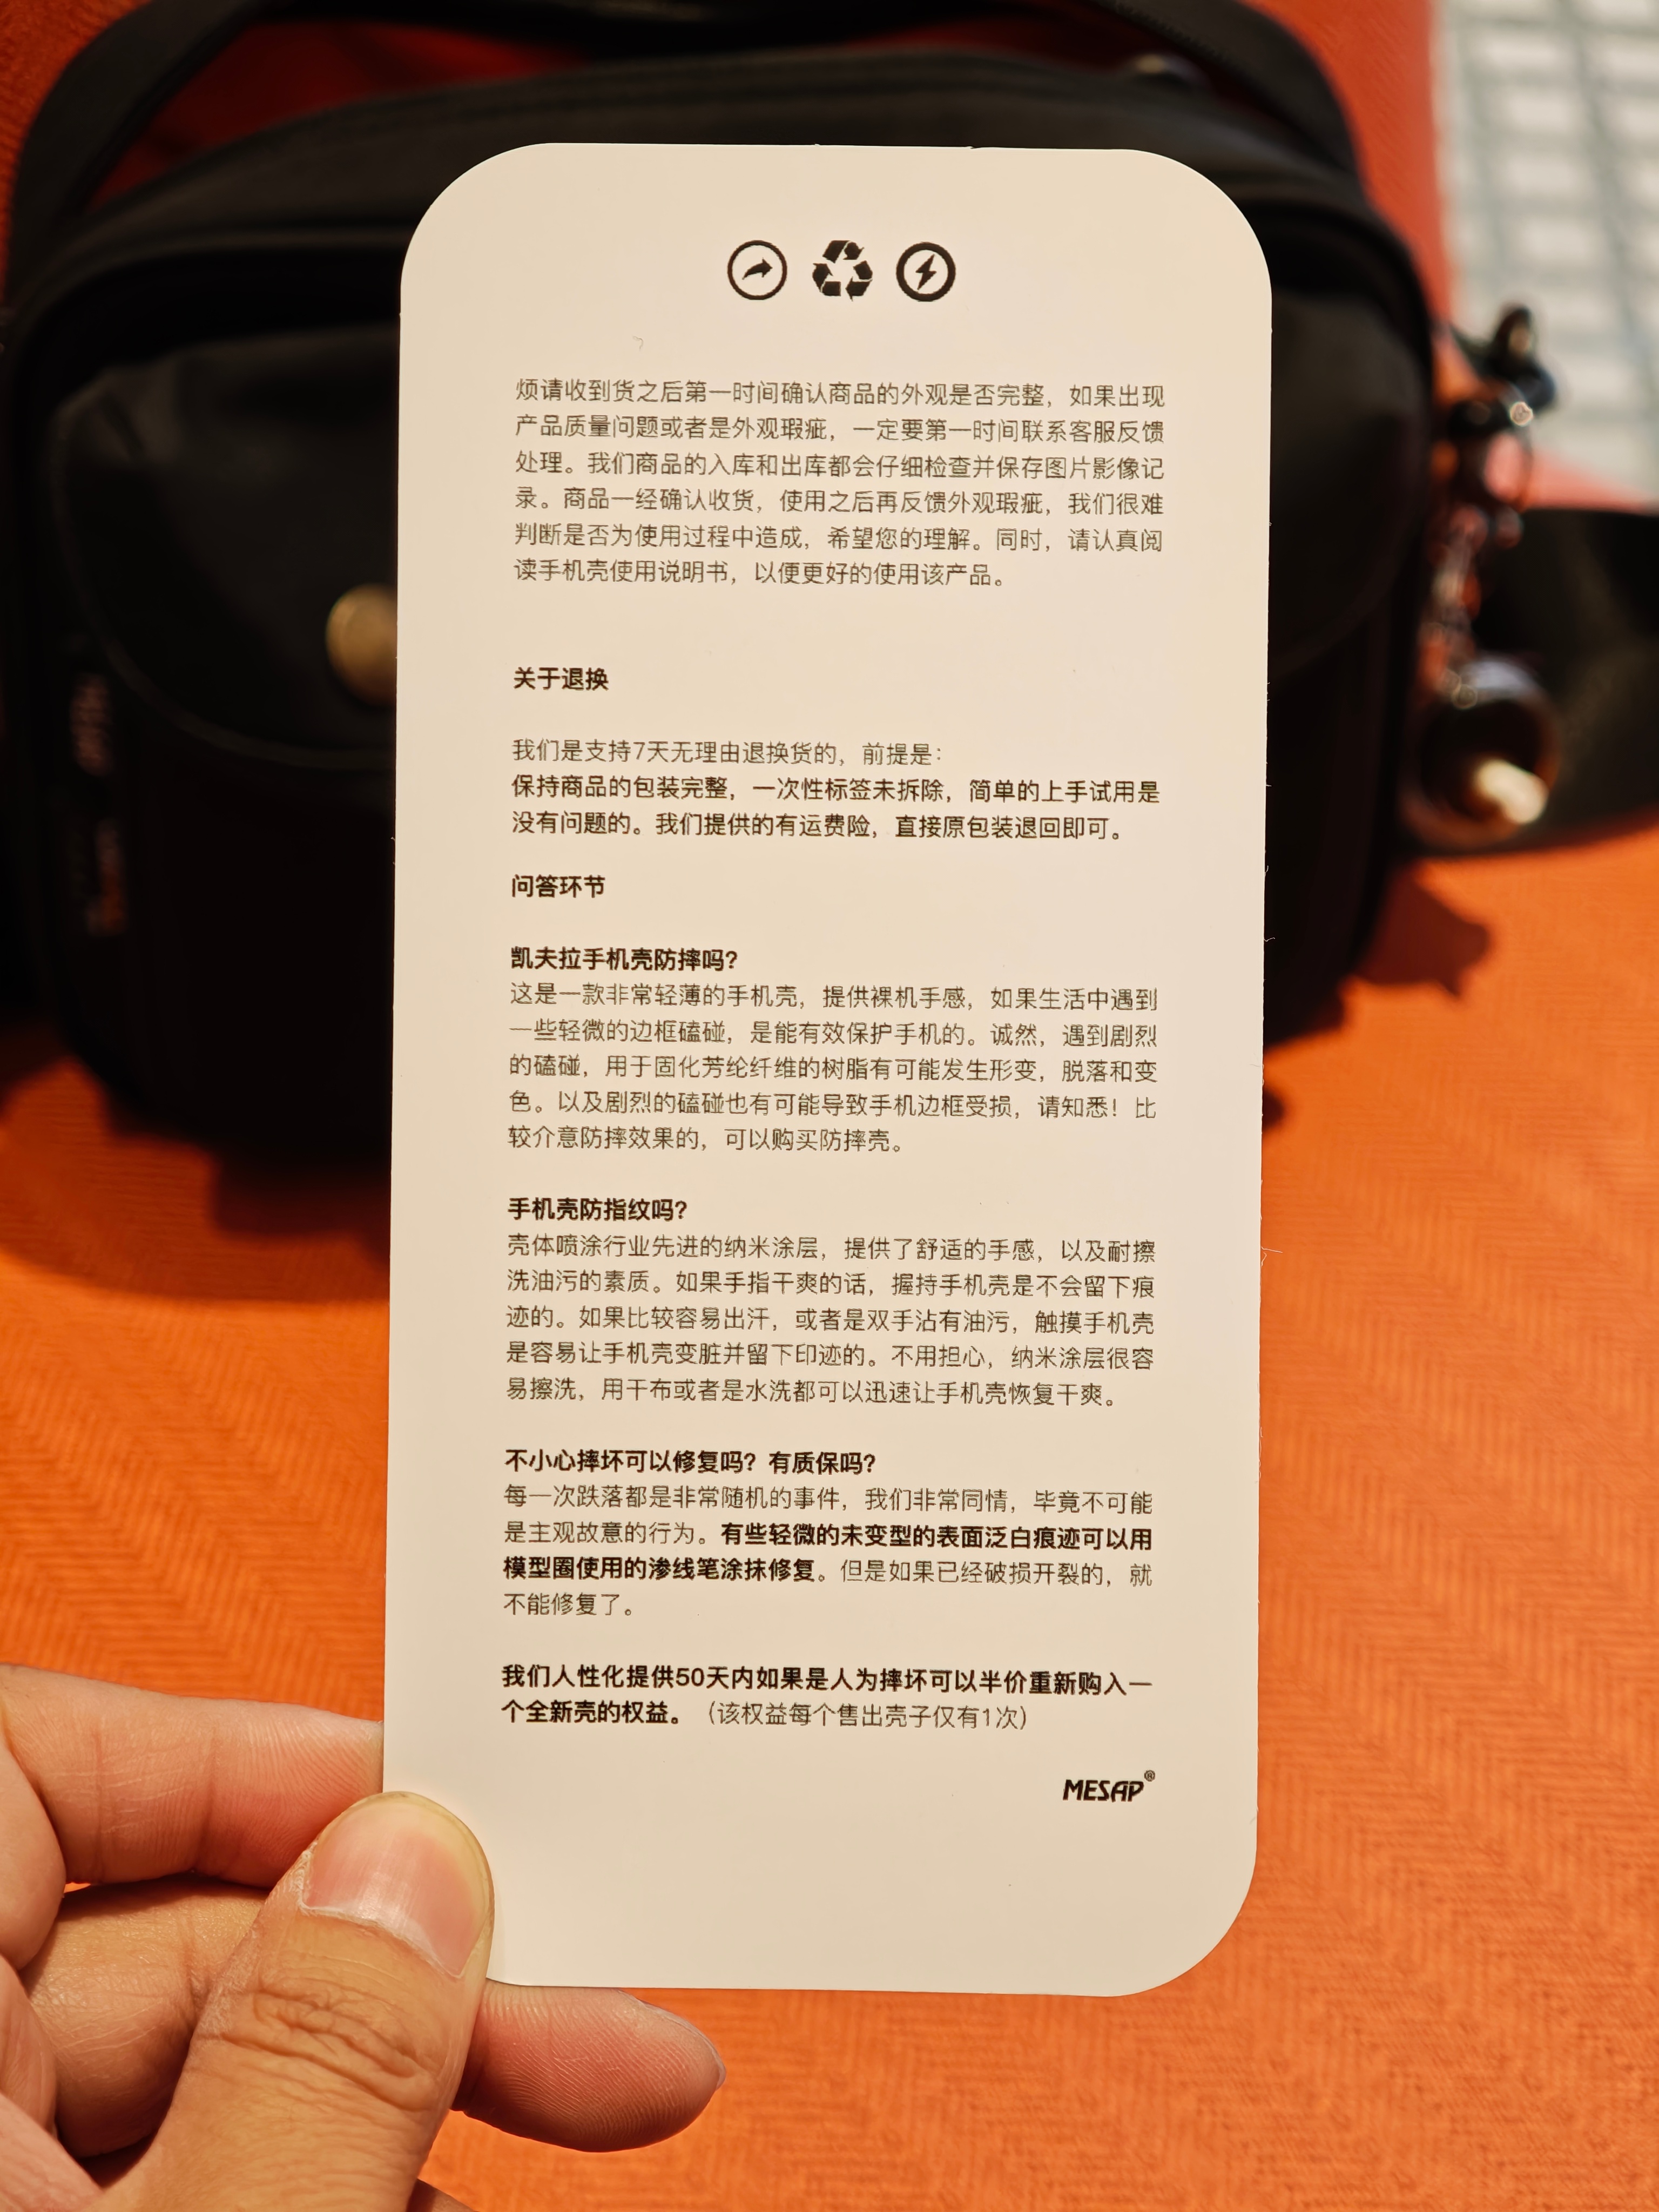 烦请收到货之后第一时间确认商品的外观是否完整，如果出现
产品质量问题或者是外观瑕疵，一定要第一时间联系客服反馈
处理。我们商品的入库和出库都会仔细检查并保存图片影像记
录。商品一经确认收货，使用之后再反馈外观瑕疵，我们很难
判断是否为使用过程中造成，希望您的理解。同时，请认真阅
读手机壳使用说明书，以便更好的使用该产品。
关于退换
我们是支持7天无理由退换货的，前提是：
保持商品的包装完整，一次性标签未拆除，简单的上手试用是
没有问题的。我们提供的有运费险，直接原包装退回即可。
问答环节
凯夫拉手机壳防摔吗？
这是一款非常轻薄的手机壳，提供裸机手感，如果生活中遇到
一些轻微的边框磕碰，是能有效保护手机的。诚然，遇到剧烈
的磕碰，用于固化芳纶纤维的树脂有可能发生形变，脱落和变
色。以及剧烈的磕碰也有可能导致手机边框受损，请知悉！比
较介意防摔效果的，可以购买防摔壳。
手机壳防指纹吗？
壳体喷涂行业先进的纳米涂层，提供了舒适的手感，以及耐擦
洗油污的素质。如果手指干爽的话，握持手机壳是不会留下痕
迹的。如果比较容易出汗，或者是双手沾有油污，触摸手机壳
是容易让手机壳变脏并留下印迹的。不用担心，纳米涂层很容
易擦洗，用干布或者是水洗都可以迅速让手机壳恢复干爽。
不小心摔坏可以修复吗？有质保吗？
每一次跌落都是非常随机的事件，我们非常同情，毕竟不可能
是主观故意的行为。有些轻微的未变型的表面泛白痕迹可以用
模型圈使用的渗线笔涂抹修复。但是如果已经破损开裂的，就
不能修复了。
我们人性化提供50天内如果是人为摔坏可以半价重新购入一
个全新壳的权益。（该权益每个售出壳子仅有1次）
MESAP®